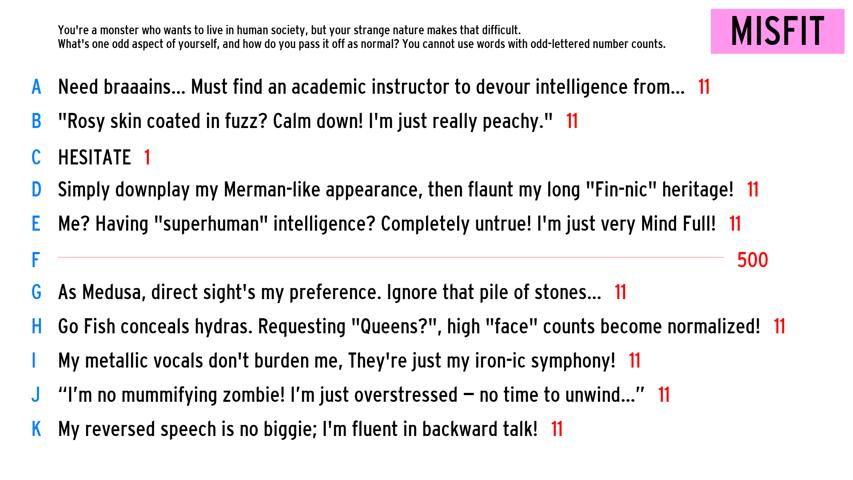 You're a monster who wants to live in human society, but your strange nature makes that difficult.
What's one odd aspect of yourself, and how do you pass it off as normal? You cannot use words with odd-lettered number counts.
MISFIT
A Need braaains... Must find an academic instructor to devour intelligence from... 11
B "Rosy skin coated in fuzz? Calm down! I'm just really peachy." 11
C HESITATE 1
D Simply downplay my Merman-like appearance, then flaunt my long "Fin-nic" heritage! 11
E Me? Having "superhuman" intelligence? Completely untrue! I'm just very Mind Full! 11
F 500
G As Medusa, direct sight's my preference. Ignore that pile of stones... 11
H Go Fish conceals hydras. Requesting "Queens?", high "face" counts become normalized! 11
I My metallic vocals don't burden me, They're just my iron-ic symphony! 11
J “I’m no mummifying zombie! I’m just overstressed – no time to unwind...” 11
K My reversed speech is no biggie; I'm fluent in backward talk! 11